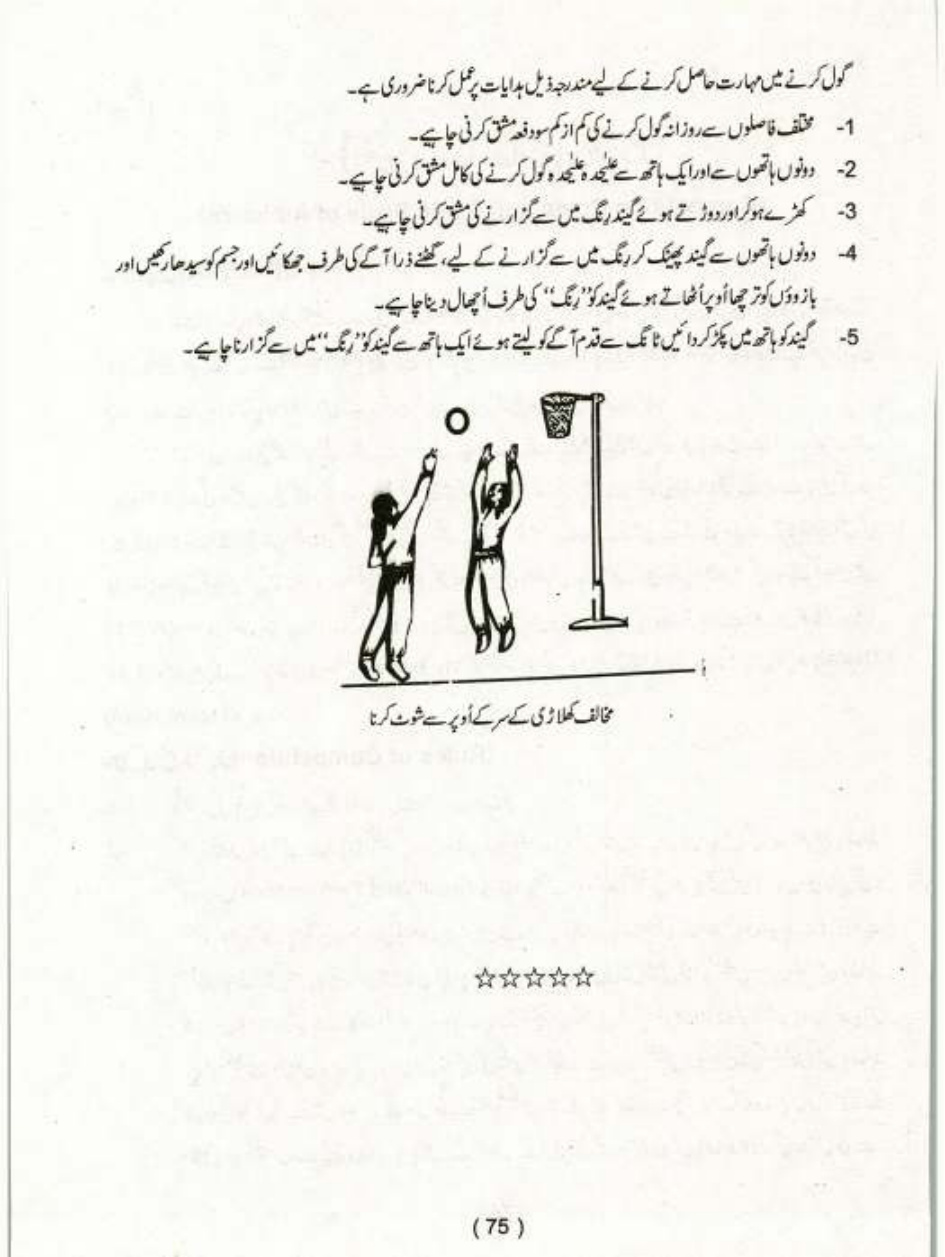 گول کرنے میں مہارت حاصل کرنے کے لیے مندرجہ ذیل ہدایات پر عمل کرنا ضروری ہے۔
1- مختلف فاصلوں سے روزانہ گول کرنے کی کم از کم سو دفعہ مشق کرنی چاہیے۔
2- دونوں ہاتھوں سے اور ایک ہاتھ سے علیٰحدہ علیٰحدہ گول کرنے کی کامل مشق کرنی چاہیے۔
3- کھڑے ہو کر اور دوڑتے ہوئے گیند رِنگ میں سے گزارنے کی مشق کرنی چاہیے۔
4- دونوں ہاتھوں سے گیند پھینک کر رِنگ میں سے گزارنے کے لیے، گھٹنے ذرا آگے کی طرف جھکائیں اور جسم کو سیدھا رکھیں اور
بازوؤں کو ترچھا اُوپر اُٹھاتے ہوئے گیند کو ’’رِنگ‘‘ کی طرف اُچھال دینا چاہیے۔
5- گیند کو ہاتھ میں پکڑ کر دائیں ٹانگ سے قدم آگے کو لیتے ہوئے ایک ہاتھ سے گیند کو ’’رِنگ‘‘ میں سے گزارنا چاہیے۔
مخالف کھلاڑی کے سر کے اُوپر سے شوٹ کرنا
☆☆☆☆☆
( 75 )